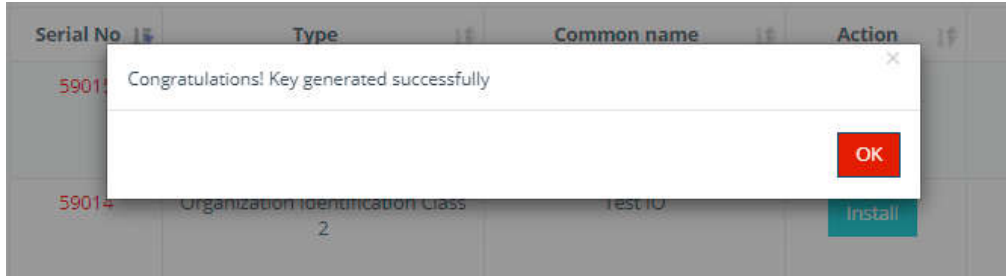 Serial No Type Common name Action
Congratulations! Key generated successfully
×
5901
OK
59014 Organization Identification Class Test IO Install
2